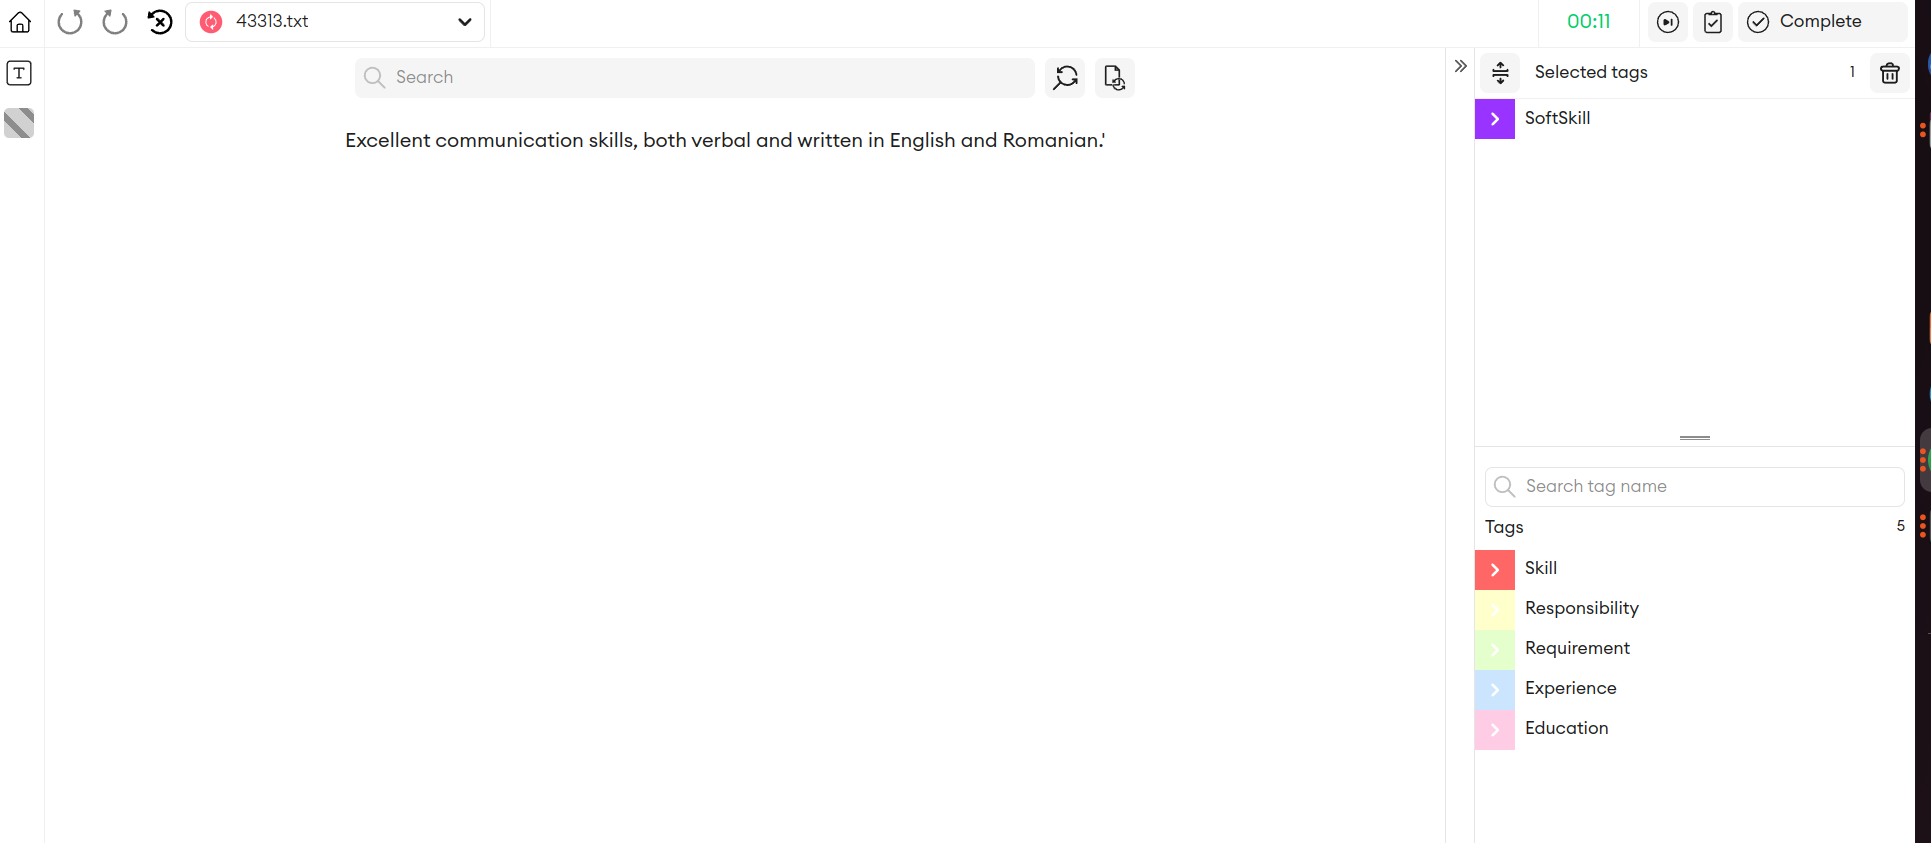 43313.txt
00:11
Complete
Search
Selected tags 1
Excellent communication skills, both verbal and written in English and Romanian.'
SoftSkill
Search tag name
Tags 5
Skill
Responsibility
Requirement
Experience
Education